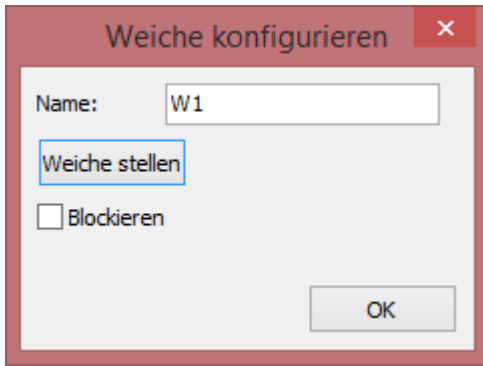 Weiche konfigurieren
Name: W1
Weiche stellen
Blockieren
OK